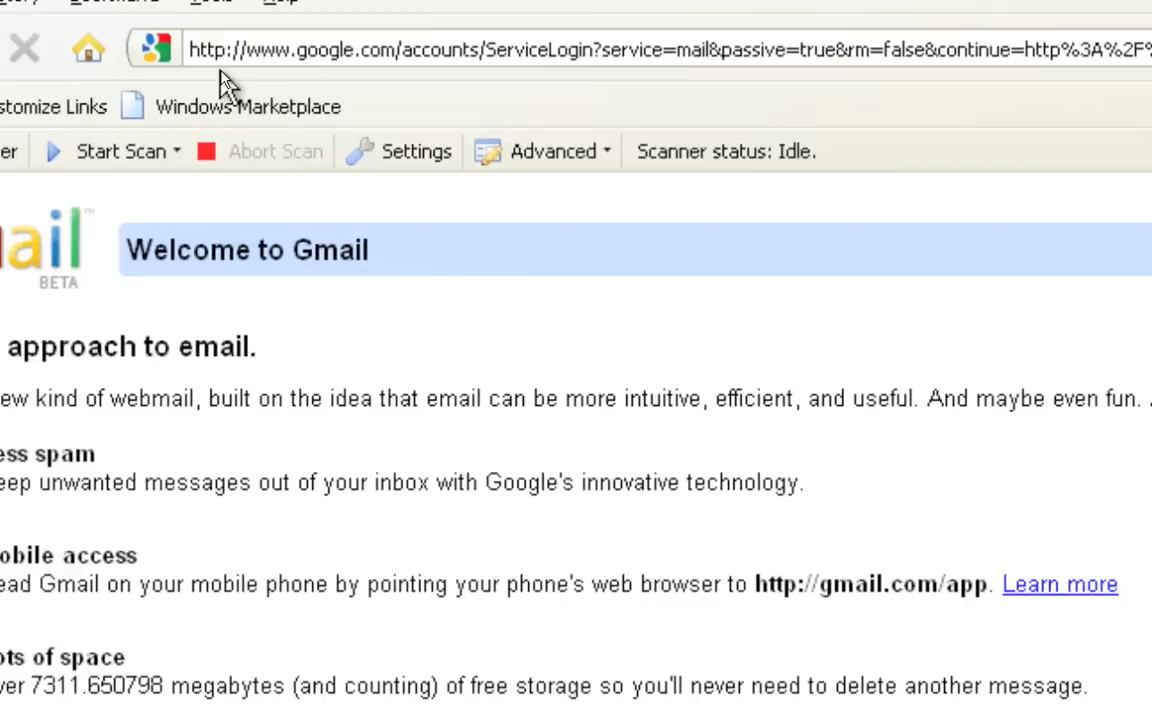 http://www.google.com/accounts/ServiceLogin?service=mail&passive=true&rm=false&continue=http%3A%2F%
stomize Links Windows Marketplace
er Start Scan Abort Scan Settings Advanced Scanner status: Idle.
ail™
BETA
Welcome to Gmail
approach to email.
ew kind of webmail, built on the idea that email can be more intuitive, efficient, and useful. And maybe even fun.
ess spam
eep unwanted messages out of your inbox with Google's innovative technology.
obile access
ead Gmail on your mobile phone by pointing your phone's web browser to http://gmail.com/app. Learn more
ots of space
ver 7311.650798 megabytes (and counting) of free storage so you'll never need to delete another message.